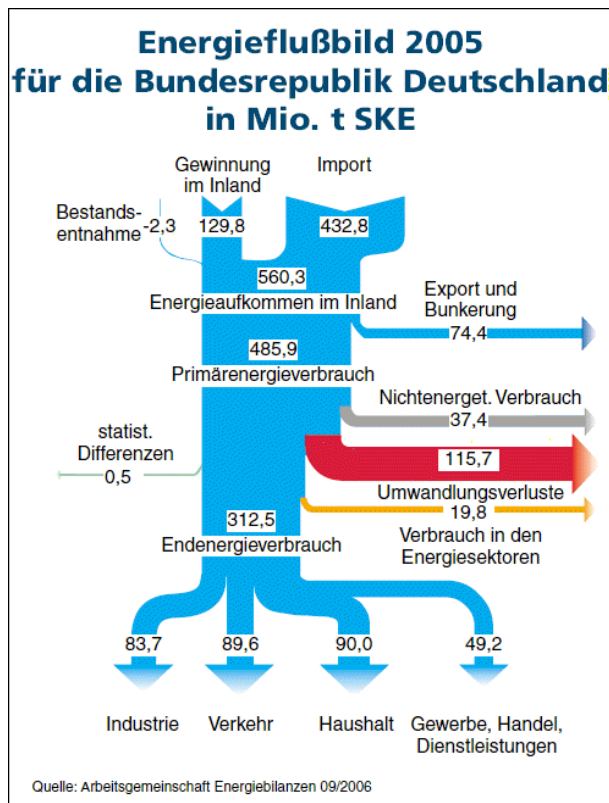 Energieflußbild 2005
für die Bundesrepublik Deutschland
in Mio. t SKE
Gewinnung
im Inland
Import
Bestands-
entnahme
-2,3
129,8
432,8
560,3
Energieaufkommen im Inland
Export und
Bunkerung
74,4
485,9
Primärenergieverbrauch
Nichtenerget. Verbrauch
37,4
statist.
Differenzen
0,5
115,7
Umwandlungsverluste
19,8
Verbrauch in den
Energiesektoren
312,5
Endenergieverbrauch
83,7
89,6
90,0
49,2
Industrie
Verkehr
Haushalt
Gewerbe, Handel,
Dienstleistungen
Quelle: Arbeitsgemeinschaft Energiebilanzen 09/2006